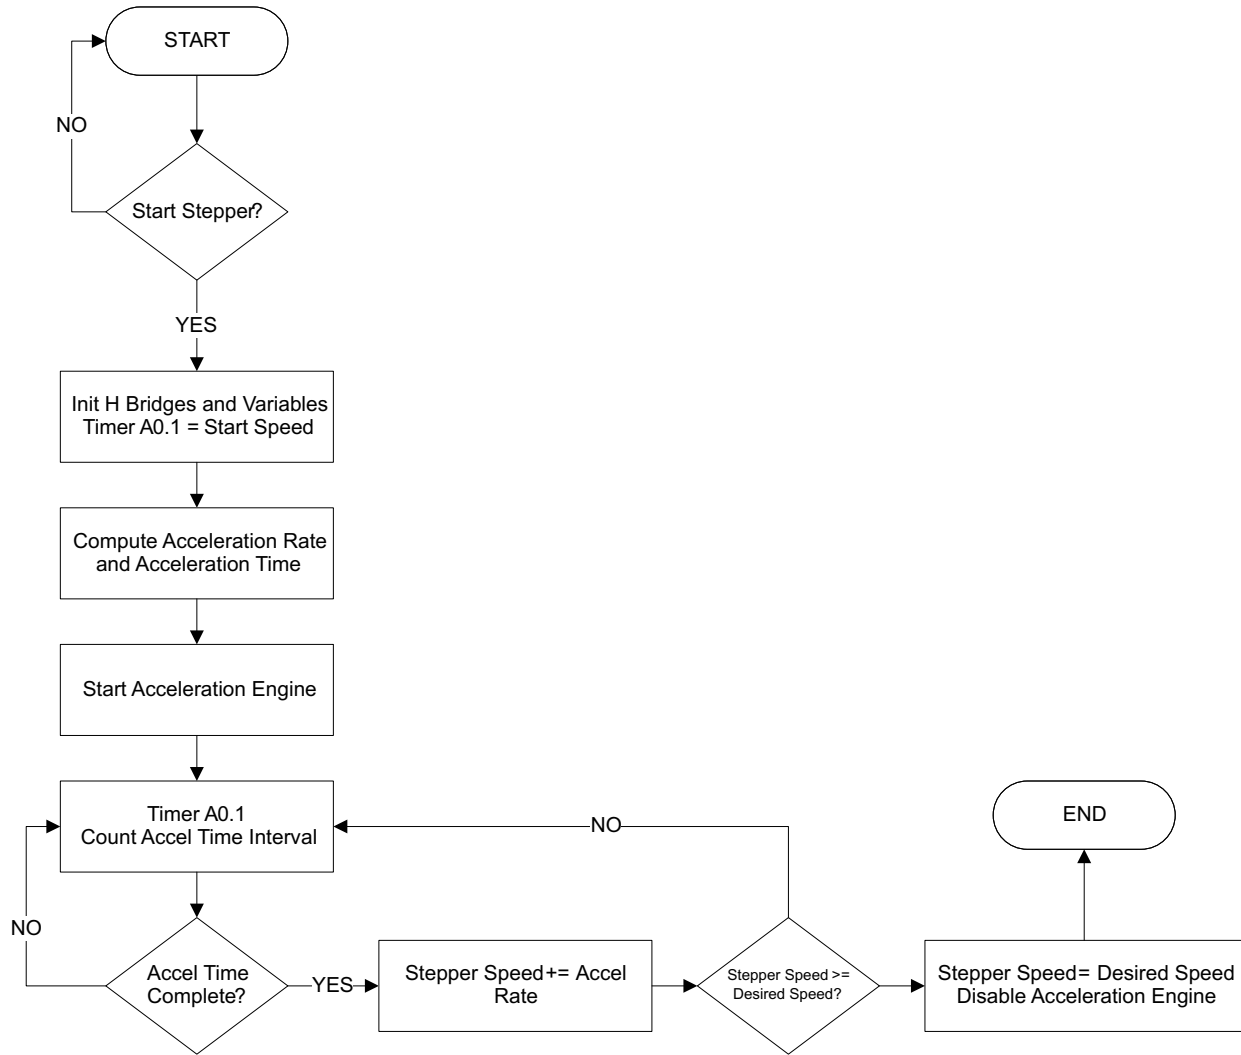 START
NO
Start Stepper?
YES
Init H Bridges and Variables
Timer A0.1 = Start Speed
Compute Acceleration Rate
and Acceleration Time
Start Acceleration Engine
Timer A0.1
Count Accel Time Interval
NO
END
NO
Accel Time
Complete?
YES
Stepper Speed += Accel
Rate
Stepper Speed >=
Desired Speed?
Stepper Speed = Desired Speed
Disable Acceleration Engine